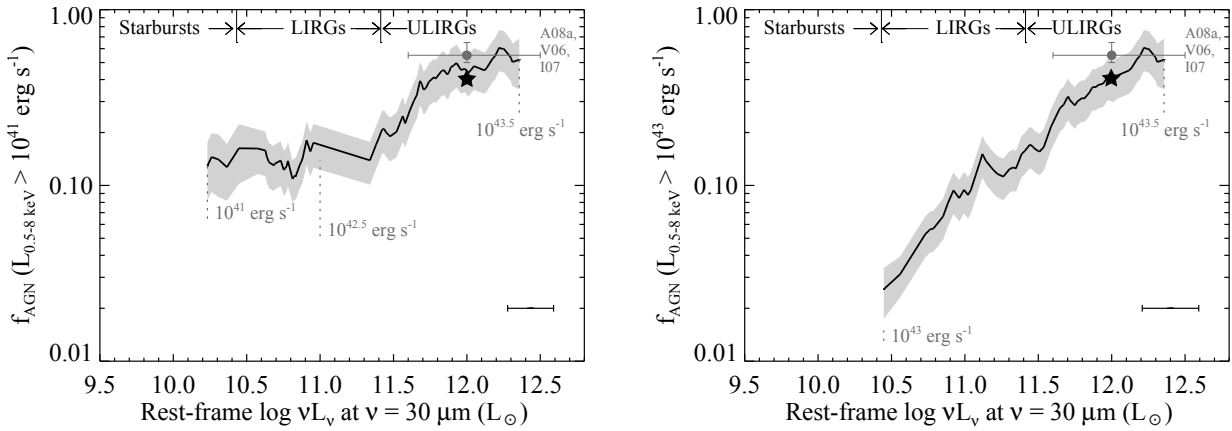 Starbursts LIRGs ULIRGs
A08a,
V06,
I07
10^43.5 erg s^-1
10^41 erg s^-1
10^42.5 erg s^-1
f_AGN (L_0.5-8 keV > 10^41 erg s^-1)
1.00
0.10
0.01
9.5 10.0 10.5 11.0 11.5 12.0 12.5
Rest-frame log νL_ν at ν = 30 μm (L_⊙)
Starbursts LIRGs ULIRGs
A08a,
V06,
I07
10^43.5 erg s^-1
10^43 erg s^-1
f_AGN (L_0.5-8 keV > 10^43 erg s^-1)
1.00
0.10
0.01
9.5 10.0 10.5 11.0 11.5 12.0 12.5
Rest-frame log νL_ν at ν = 30 μm (L_⊙)